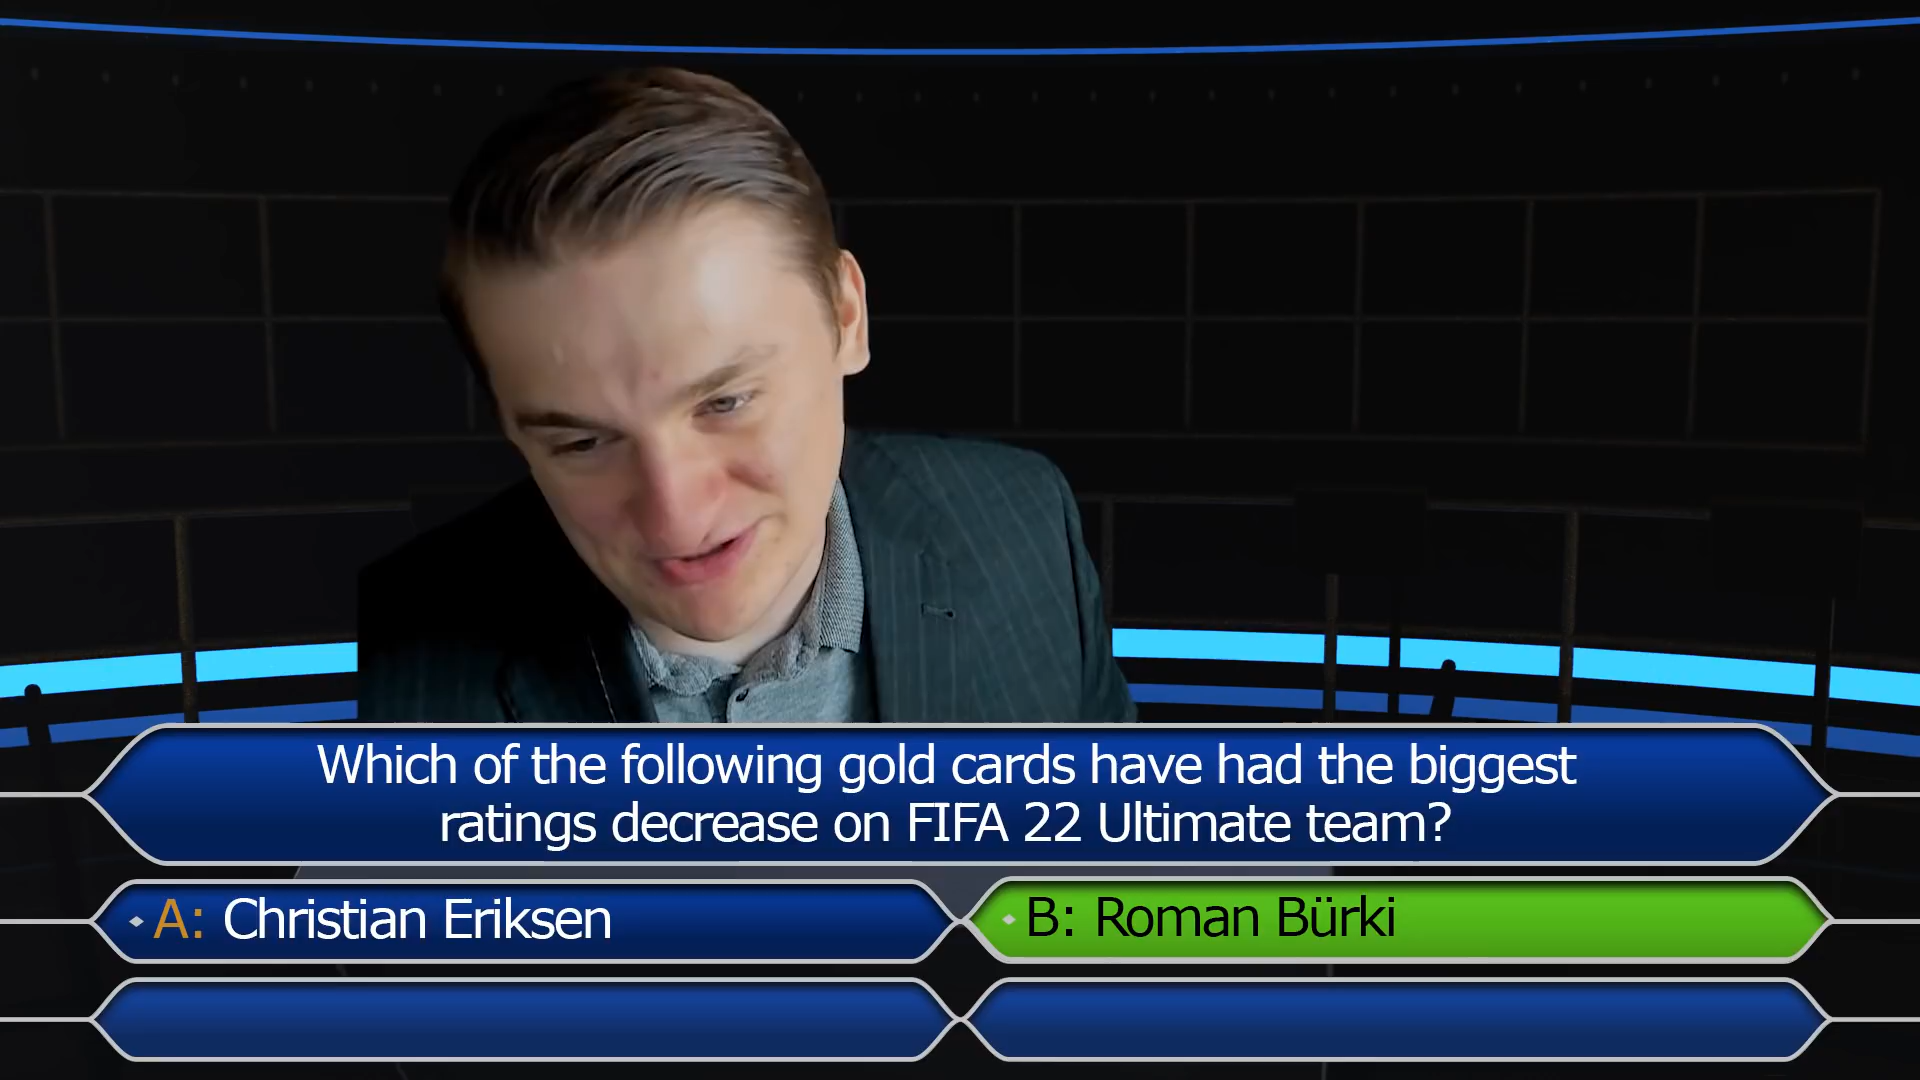 Which of the following gold cards have had the biggest
ratings decrease on FIFA 22 Ultimate team?
A: Christian Eriksen
B: Roman Bürki